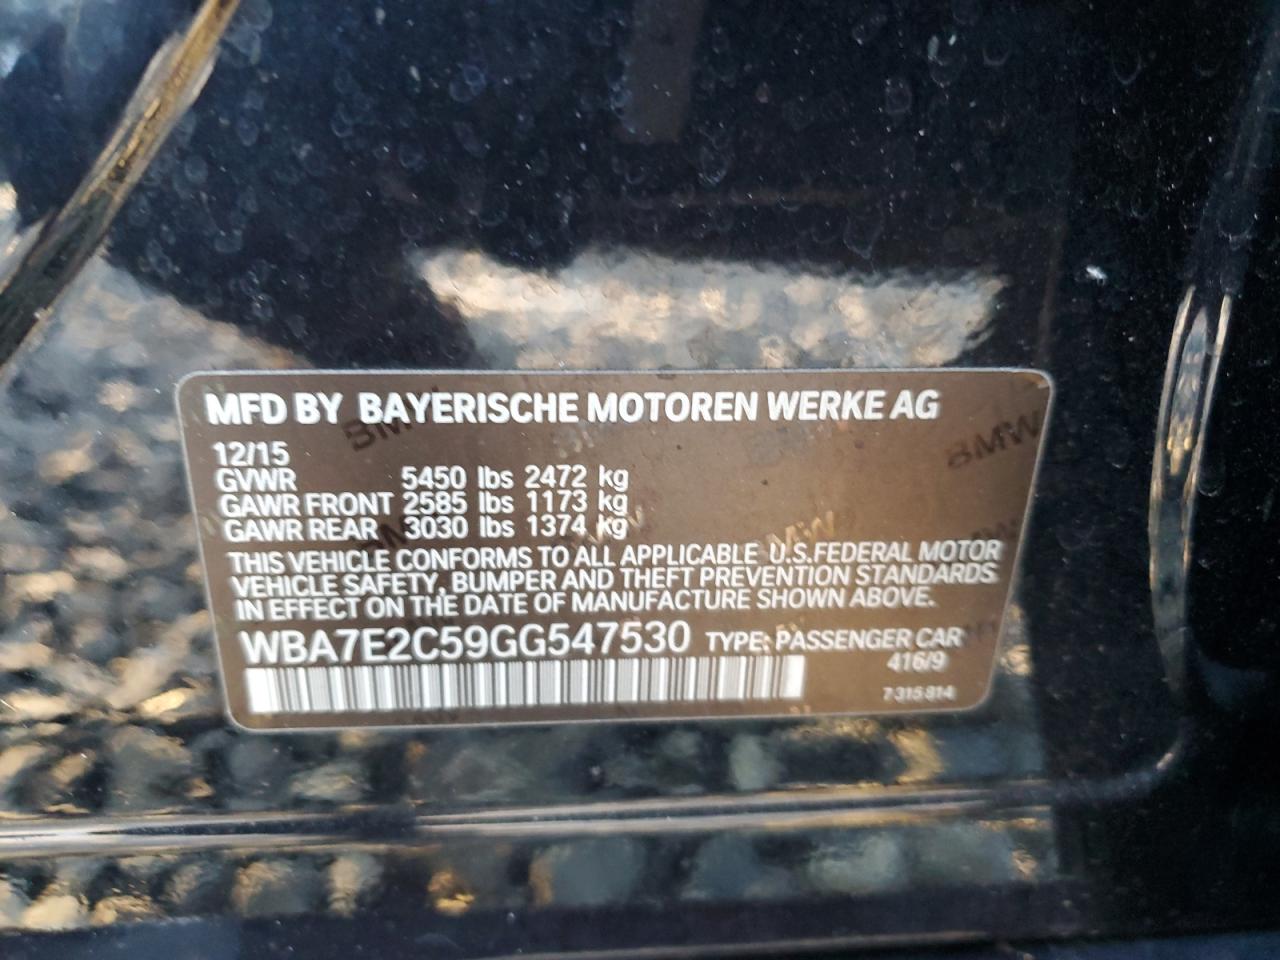 MFD BY BAYERISCHE MOTOREN WERKE AG
12/15
GVWR 5450 lbs 2472 kg
GAWR FRONT 2585 lbs 1173 kg
GAWR REAR 3030 lbs 1374 kg
THIS VEHICLE CONFORMS TO ALL APPLICABLE U.S.FEDERAL MOTOR
VEHICLE SAFETY, BUMPER AND THEFT PREVENTION STANDARDS
IN EFFECT ON THE DATE OF MANUFACTURE SHOWN ABOVE.
WBA7E2C59GG547530 TYPE: PASSENGER CAR
416/9
7 315 814